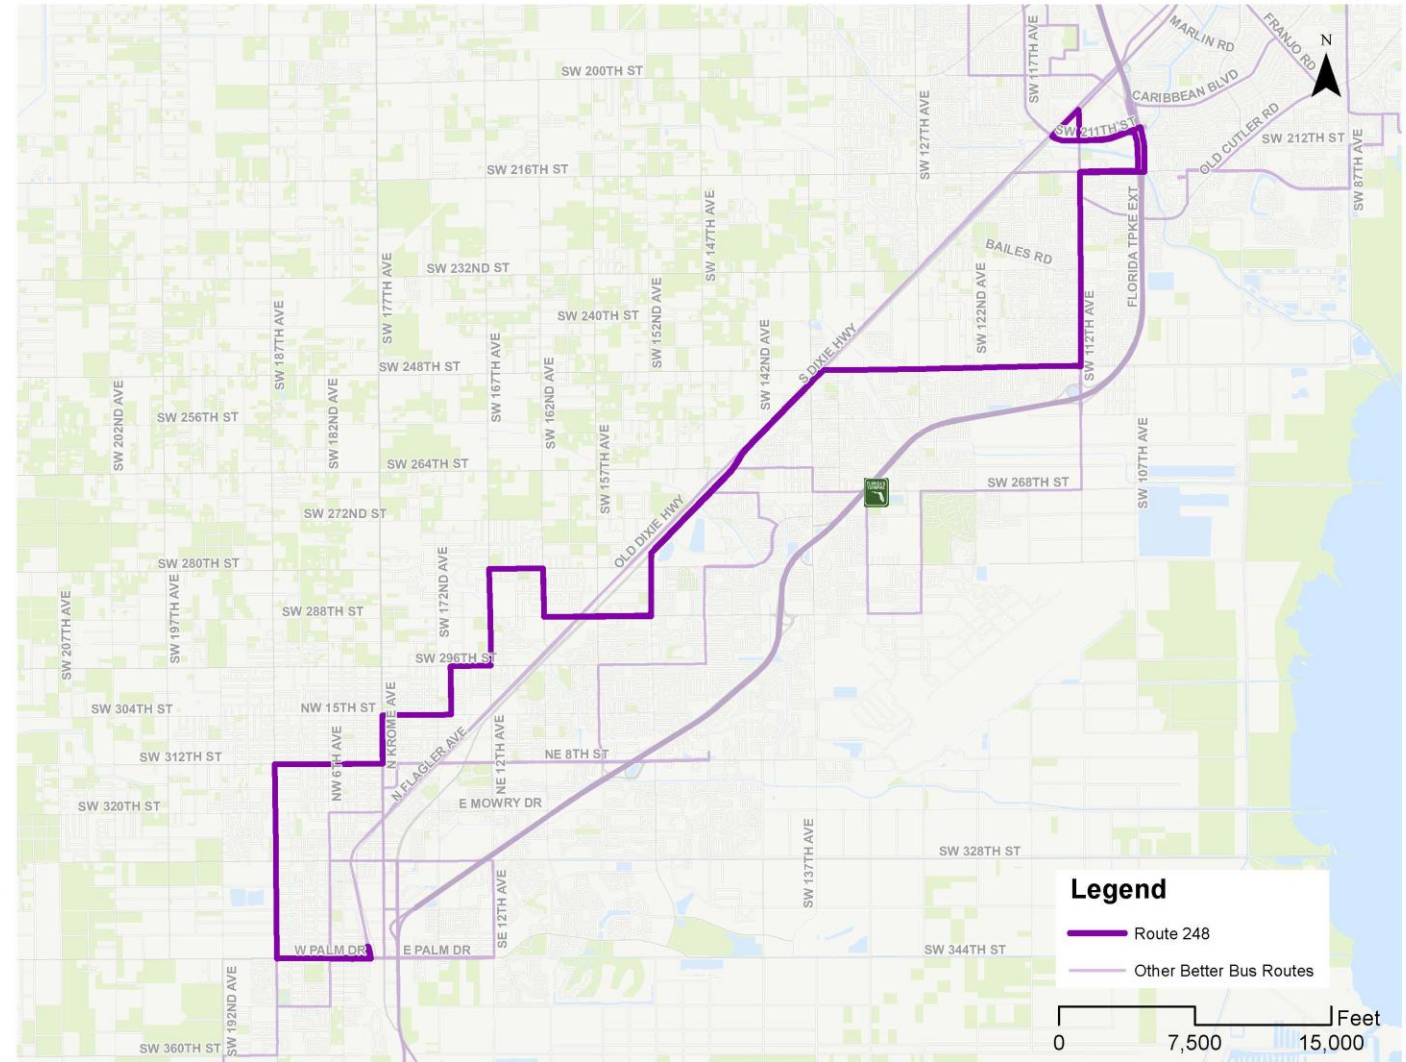 MARLIN RD
FRANJO RD
SW 117TH AVE
N
SW 200TH ST
CARIBBEAN BLVD
SW 127TH AVE
SW 211TH ST
OLD CUTLER RD
SW 212TH ST
SW 87TH AVE
SW 216TH ST
SW 147TH AVE
FLORIDA TPKE EXT
BAILES RD
SW 177TH AVE
SW 232ND ST
SW 152ND AVE
SW 122ND AVE
SW 187TH AVE
SW 240TH ST
SW 142ND AVE
S DIXIE HWY
SW 112TH AVE
SW 167TH AVE
SW 248TH ST
SW 162ND AVE
SW 202ND AVE
SW 182ND AVE
SW 256TH ST
SW 157TH AVE
SW 107TH AVE
SW 264TH ST
SW 268TH ST
SW 272ND ST
OLD DIXIE HWY
SW 280TH ST
SW 172ND AVE
SW 207TH AVE
SW 197TH AVE
SW 288TH ST
SW 296TH ST
SW 304TH ST
NW 15TH ST
N KROME AVE
NW 6TH AVE
N FLAGLER AVE
NE 12TH AVE
SW 312TH ST
NE 8TH ST
SW 320TH ST
E MOWRY DR
SW 137TH AVE
SW 328TH ST
SE 12TH AVE
W PALM DR
E PALM DR
SW 344TH ST
SW 192ND AVE
SW 360TH ST
Legend
Route 248
Other Better Bus Routes
Feet
0 7,500 15,000